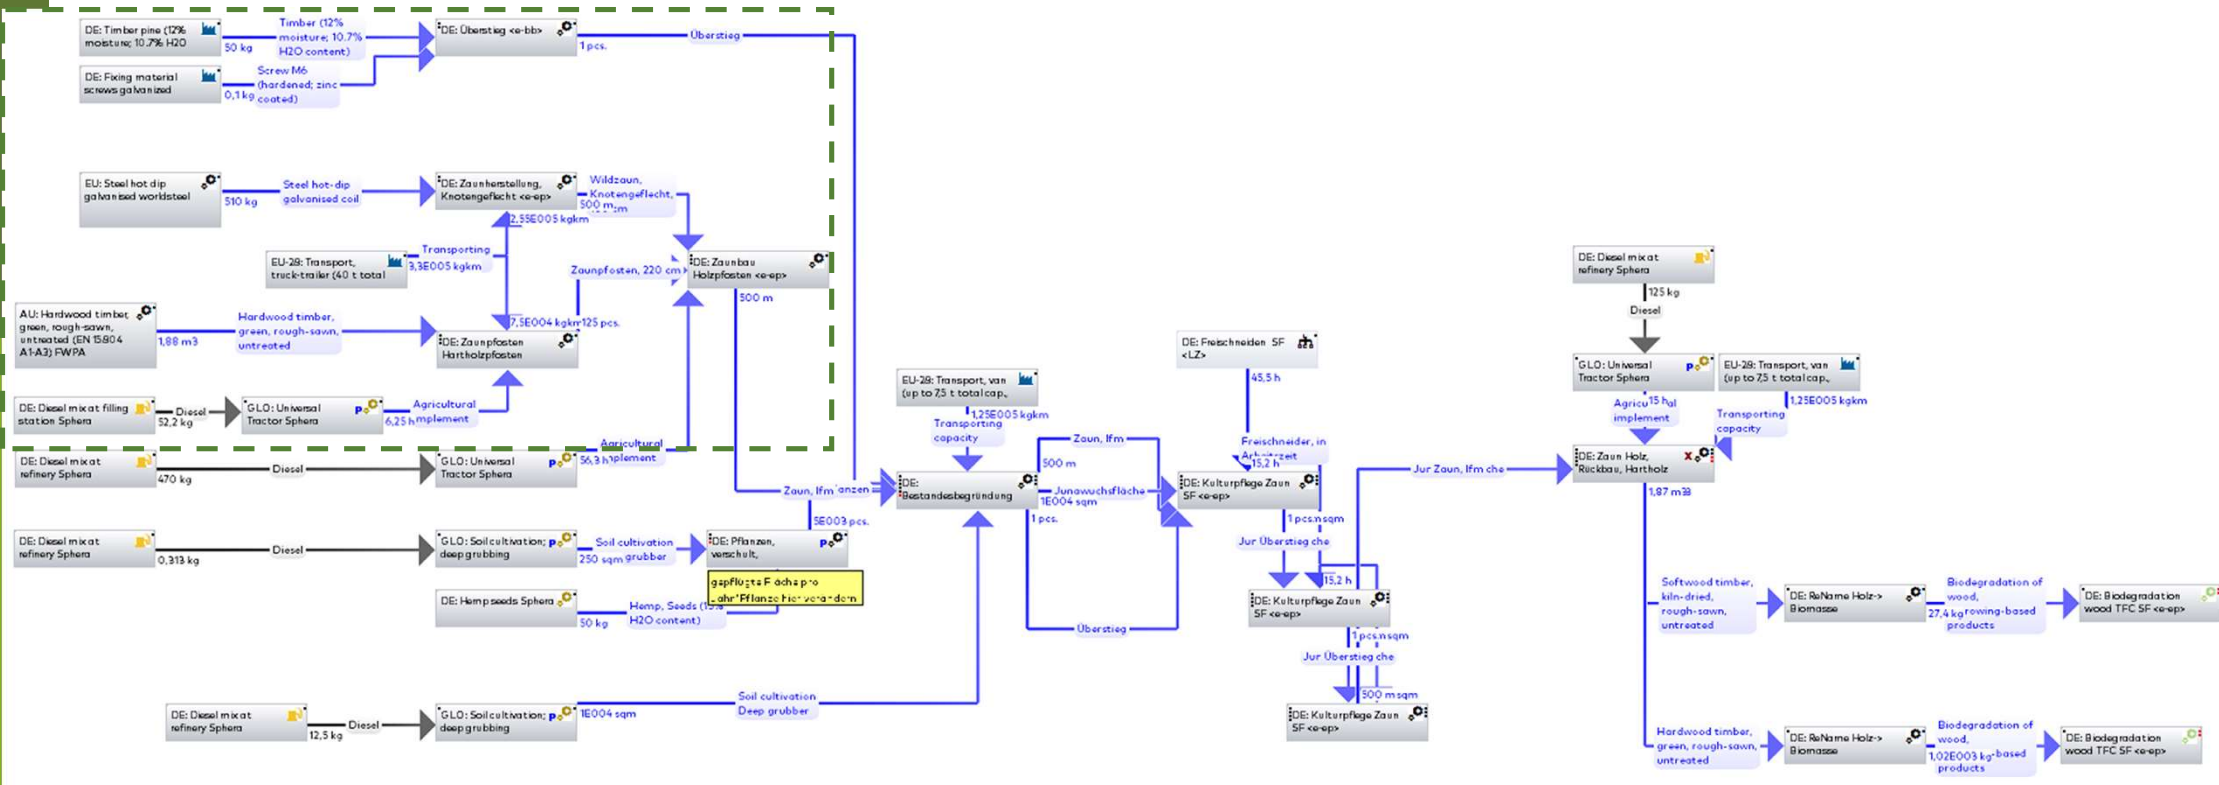 DE: Timber pine (12%
moisture; 10.7% H2O
50 kg
Timber (12%
moisture; 10.7%
H2O content)
DE: Überstieg <e-bb>
1 pcs.
Überstieg
DE: Fixing material
screws galvanized
0,1 kg
Screw M6
(hardened; zinc
coated)
EU: Steel hot dip
galvanised worldsteel
510 kg
Steel hot-dip
galvanised coil
DE: Zaunherstellung,
Knotengeflecht <e-ep>
Wildzaun,
Knotengeflecht,
500 m
2,55E005 kgkm
EU-28: Transport,
truck-trailer (40 t total
Transporting
3,3E005 kgkm
Zaunpfosten, 220 cm
DE: Zaunbau
Holzpfosten <e-ep>
500 m
AU: Hardwood timber,
green, rough-sawn,
untreated (EN 15804
A1-A3) FWPA
1,88 m3
Hardwood timber,
green, rough-sawn,
untreated
7,5E004 kgkm
125 pcs.
DE: Zaunpfosten
Hartholzpfosten
DE: Diesel mix at filling
station Sphera
Diesel
52,2 kg
GLO: Universal
Tractor Sphera
p
6,25 h
Agricultural
mplement
DE: Diesel mix at
refinery Sphera
470 kg
Diesel
GLO: Universal
Tractor Sphera
p
56,3 h
Agricultural
mplement
DE: Diesel mix at
refinery Sphera
0,313 kg
Diesel
GLO: Soil cultivation;
deep grubbing
p
Soil cultivation
250 sqm grubber
DE: Pflanzen,
verschult,
p
5E003 pcs.
gepflügte Fläche pro
Jahr*Pflanze hier verändern
DE: Hemp seeds Sphera
50 kg
Hemp, Seeds (15%
H2O content)
DE: Diesel mix at
refinery Sphera
12,5 kg
Diesel
GLO: Soil cultivation;
deep grubbing
p
1E004 sqm
Soil cultivation
Deep grubber
Zaun, lfm
anzen
EU-28: Transport, van
(up to 7,5 t total cap.,
1,25E005 kgkm
Transporting
capacity
DE:
Bestandesbegründung
Zaun, lfm
500 m
Jungwuchsfläche
1E004 sqm
1 pcs.
Überstieg
DE: Freischneiden SF
<LZ>
45,5 h
Freischneider, in
Arbeitszeit
15,2 h
DE: Kulturpflege Zaun
SF <e-ep>
1 pcs.
Jur Überstieg che
15,2 h
DE: Kulturpflege Zaun
SF <e-ep>
1 pcs.
Jur Überstieg che
500 m
DE: Kulturpflege Zaun
SF <e-ep>
Jur Zaun, lfm che
DE: Diesel mix at
refinery Sphera
125 kg
Diesel
GLO: Universal
Tractor Sphera
p
15 h
implement
EU-28: Transport, van
(up to 7,5 t total cap.,
1,25E005 kgkm
Transporting
capacity
DE: Zaun Holz,
Rückbau, Hartholz
X
1,87 m3
Softwood timber,
kiln-dried,
rough-sawn,
untreated
DE: ReName Holz->
Biomasse
Biodegradation of
wood,
27,4 kg rowing-based
products
DE: Biodegradation
wood TFC SF <e-ep>
Hardwood timber,
green, rough-sawn,
untreated
DE: ReName Holz->
Biomasse
Biodegradation of
wood,
1,02E003 kg -based
products
DE: Biodegradation
wood TFC SF <e-ep>